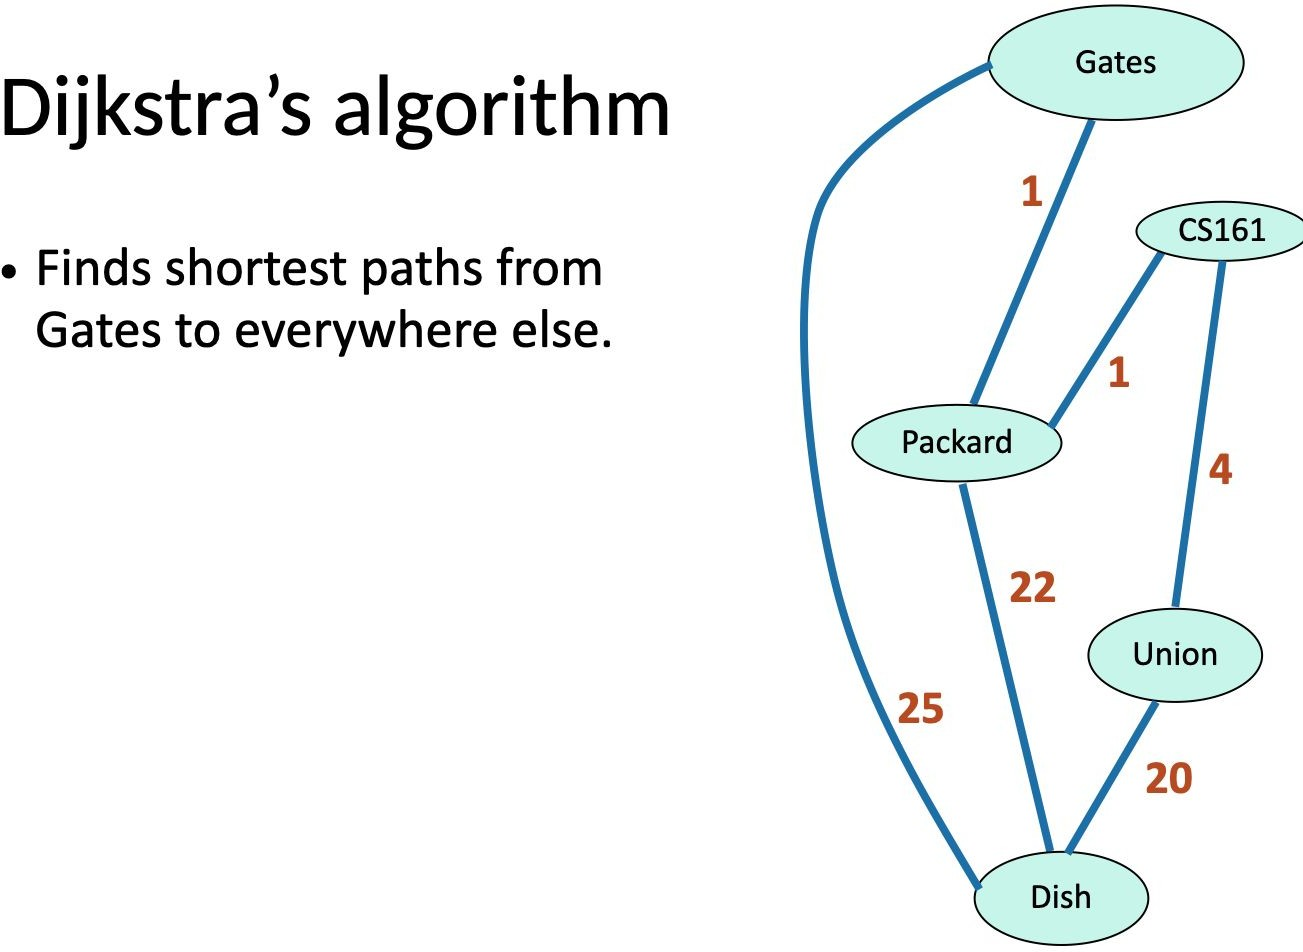 Dijkstra’s algorithm
• Finds shortest paths from
Gates to everywhere else.
Gates
1
CS161
1
Packard
4
22
Union
25
20
Dish